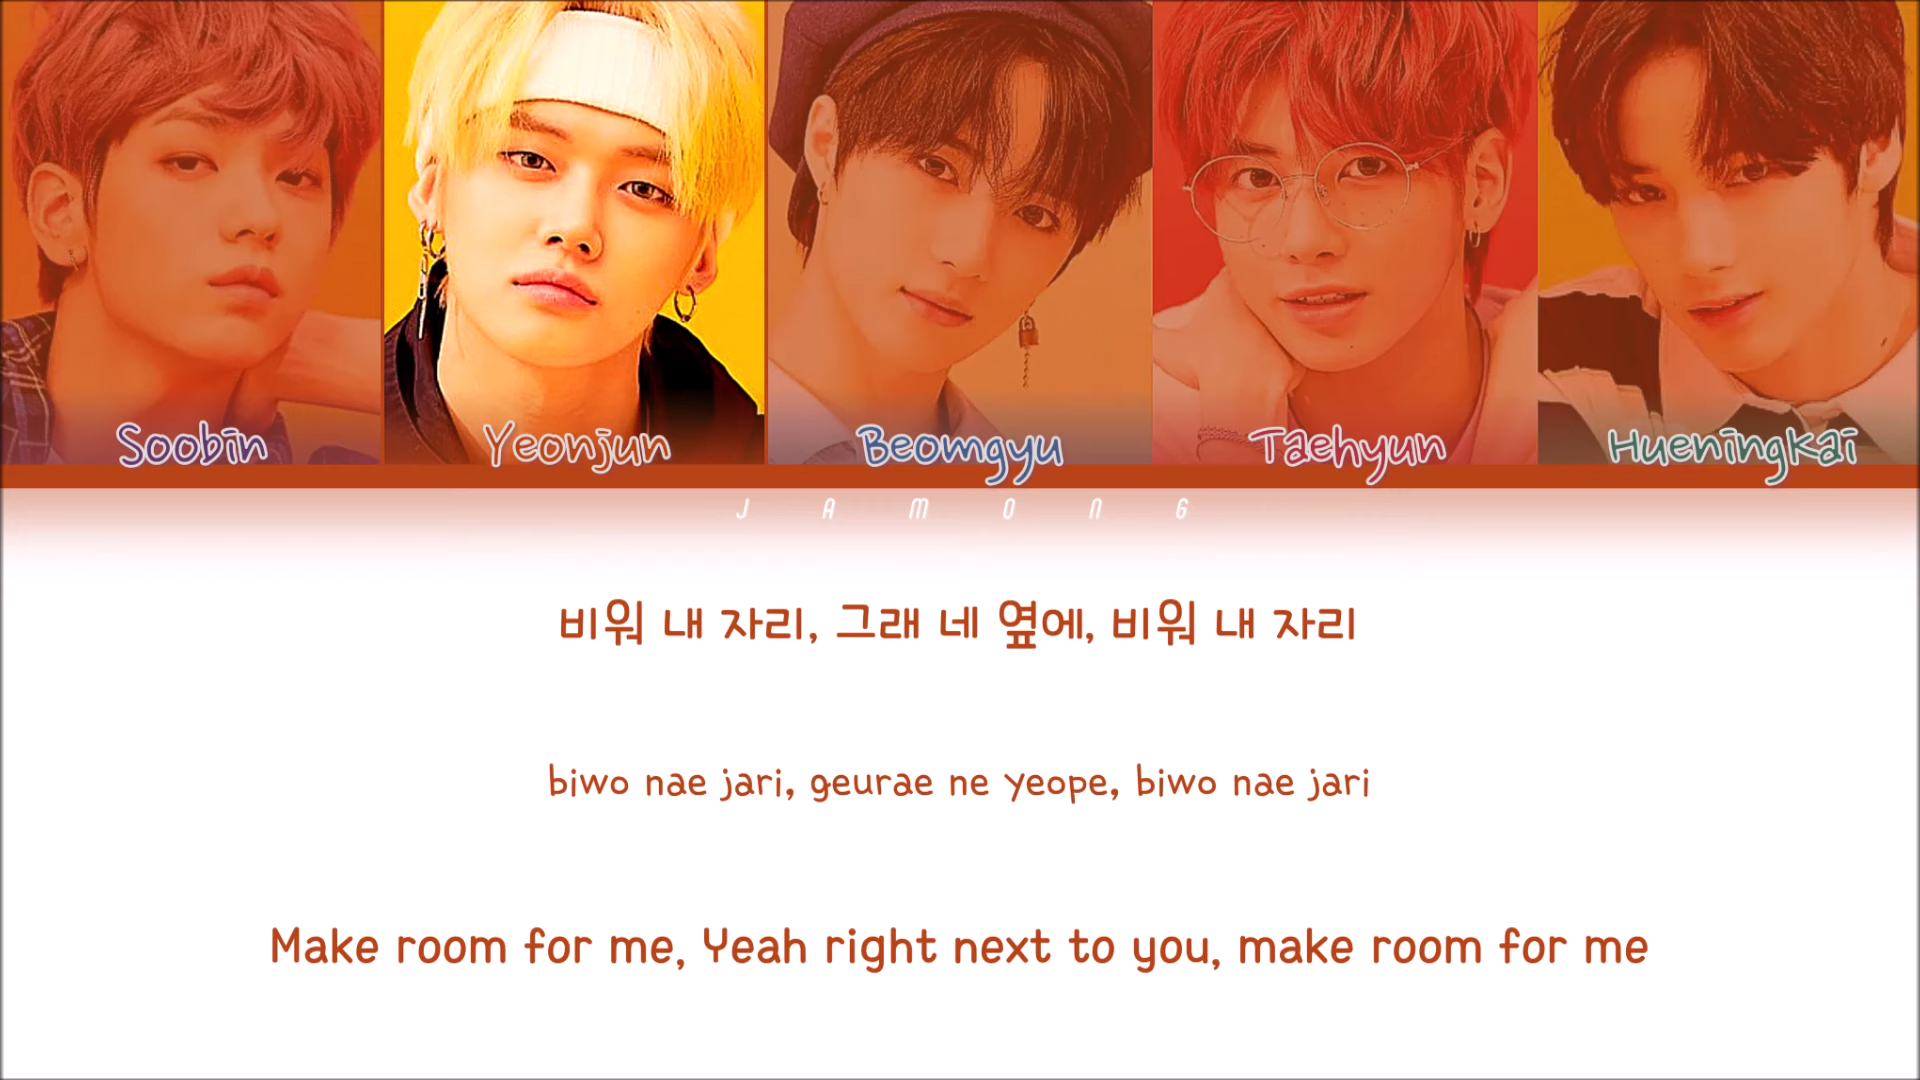 Soobin Yeonjun Beomgyu Taehyun HueningKai
JAMONG
비워 내 자리, 그래 네 옆에, 비워 내 자리
biwo nae jari, geurae ne yeope, biwo nae jari
Make room for me, Yeah right next to you, make room for me